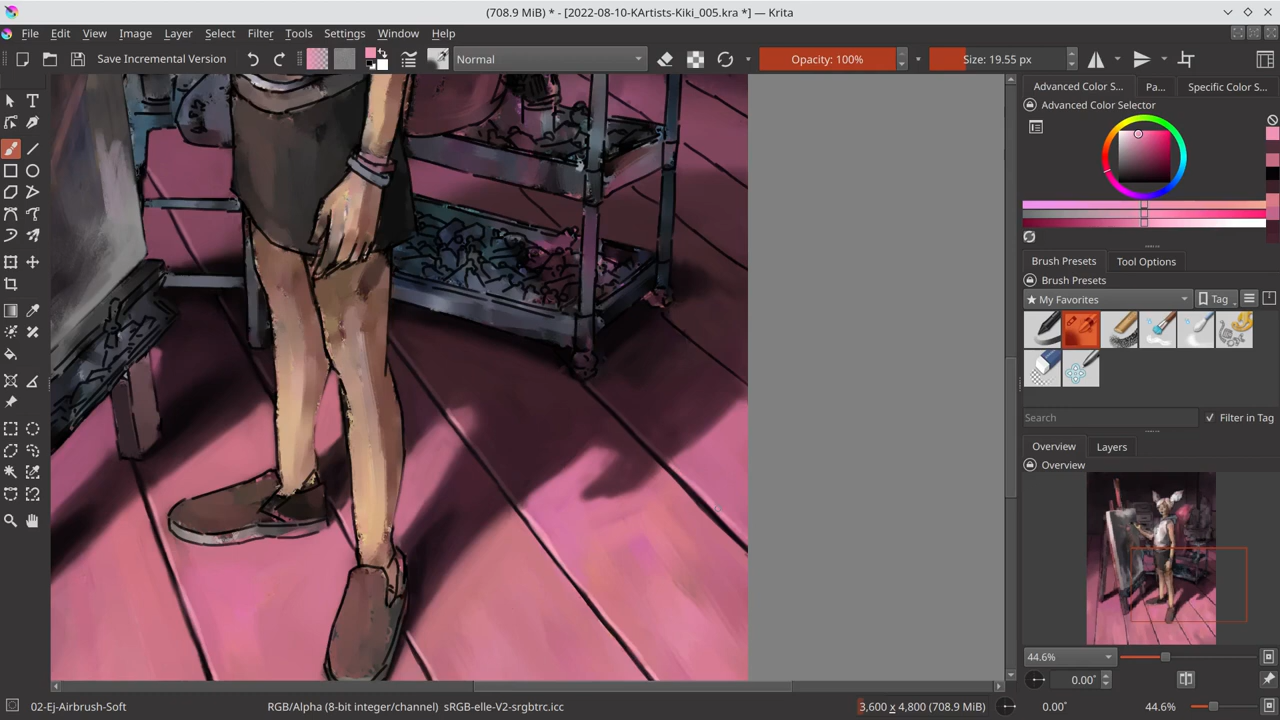 (708.9 MiB) * - [2022-08-10-KArtists-Kiki_005.kra *] — Krita
File Edit View Image Layer Select Filter Tools Settings Window Help
Save Incremental Version Normal Opacity: 100% Size: 19.55 px
Advanced Color S... Pa... Specific Color S...
Advanced Color Selector
Brush Presets Tool Options
Brush Presets
★ My Favorites Tag
Search Filter in Tag
Overview Layers
Overview
44.6%
0.00°
02-Ej-Airbrush-Soft RGB/Alpha (8-bit integer/channel) sRGB-elle-V2-srgbtrc.icc 3,600 x 4,800 (708.9 MiB) 0.00° 44.6%